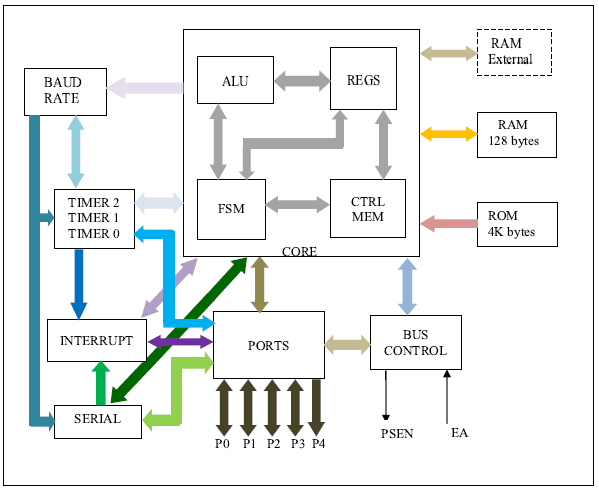 RAM
External
BAUD
RATE
ALU
REGS
RAM
128 bytes
TIMER 2
TIMER 1
TIMER 0
FSM
CTRL
MEM
ROM
4K bytes
CORE
INTERRUPT
PORTS
BUS
CONTROL
SERIAL
P0 P1 P2 P3 P4
PSEN
EA